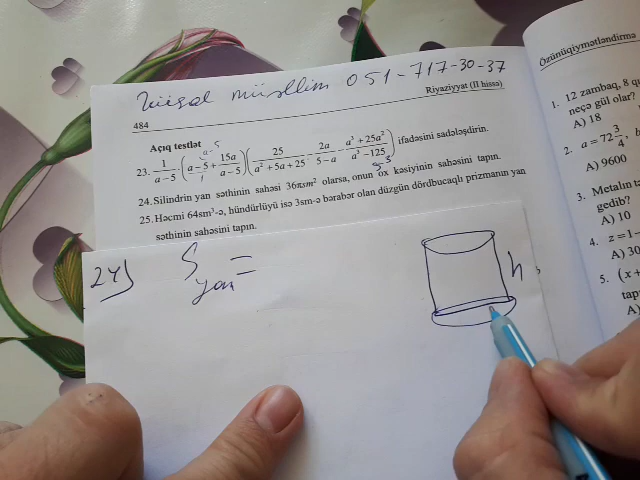 müəllim 051-717-30-37
484
Riyaziyyat (II hissə)
Açıq testlət
23. 1/(a-5) · (a-5 + 15a/(a-5)) (25/(a²+5a+25) - 2a/(5-a) - (a³+25a²)/(a³-125)) ifadəsini sadələşdirin.
24. Silindrin yan səthinin sahəsi 36πsm² olarsa, onun ox kəsiyinin sahəsini tapın.
25. Həcmi 64sm³-ə, hündürlüyü isə 3sm-ə bərabər olan düzgün dördbucaqlı prizmanın yan
səthinin sahəsini tapın.
24) S yan =
h
Özünüqiymətləndirmə
1. 12 zambaq, 8 qı
neçə gül olar?
A) 18
2. a = 72 3/4, b
A) 9600
3. Metalın tə
gedib?
A) 10
4. z = 1 –
A) 30
5. (x +
tap
A)